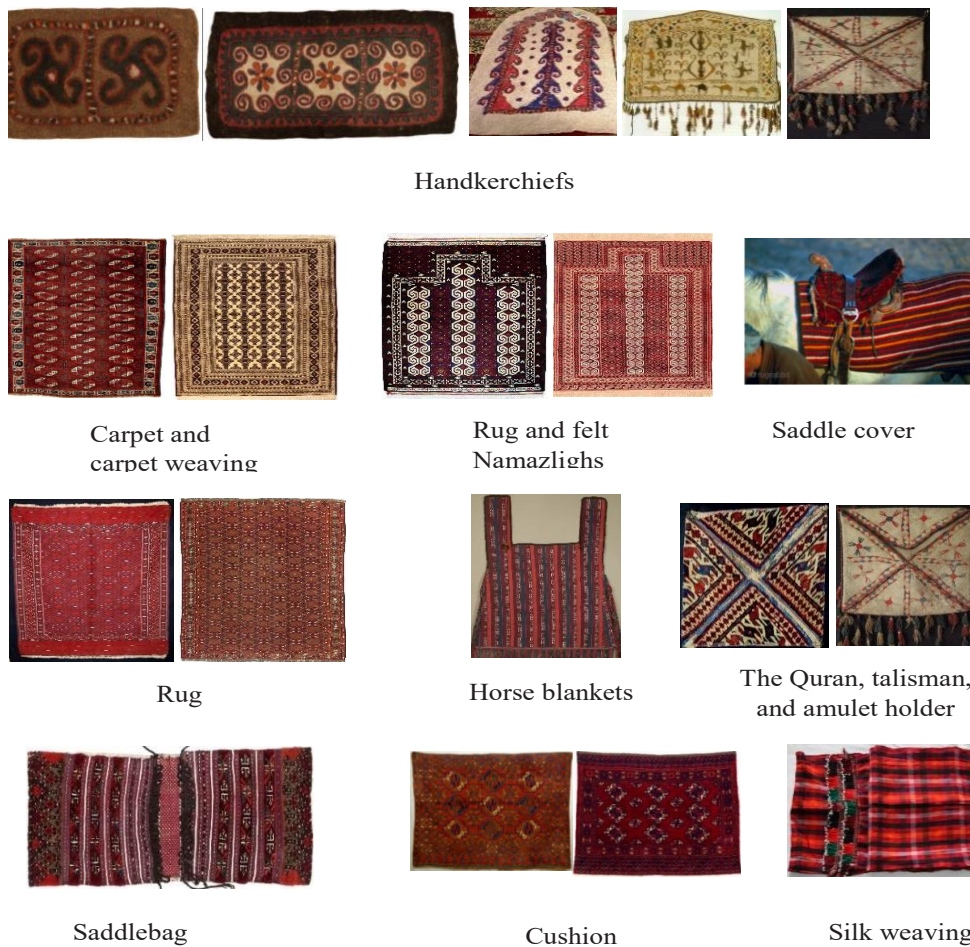 Handkerchiefs
Carpet and
carpet weaving
Rug and felt
Namazlighs
Saddle cover
Rug
Horse blankets
The Quran, talisman,
and amulet holder
Saddlebag
Cushion
Silk weaving